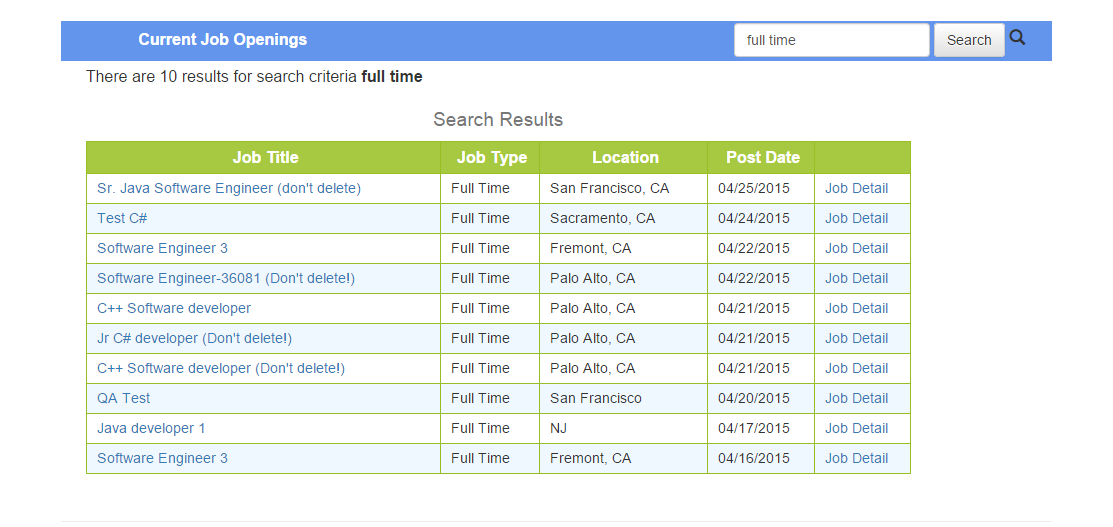 Current Job Openings full time Search
There are 10 results for search criteria full time
Search Results
Job Title Job Type Location Post Date
Sr. Java Software Engineer (don't delete) Full Time San Francisco, CA 04/25/2015 Job Detail
Test C# Full Time Sacramento, CA 04/24/2015 Job Detail
Software Engineer 3 Full Time Fremont, CA 04/22/2015 Job Detail
Software Engineer-36081 (Don't delete!) Full Time Palo Alto, CA 04/22/2015 Job Detail
C++ Software developer Full Time Palo Alto, CA 04/21/2015 Job Detail
Jr C# developer (Don't delete!) Full Time Palo Alto, CA 04/21/2015 Job Detail
C++ Software developer (Don't delete!) Full Time Palo Alto, CA 04/21/2015 Job Detail
QA Test Full Time San Francisco 04/20/2015 Job Detail
Java developer 1 Full Time NJ 04/17/2015 Job Detail
Software Engineer 3 Full Time Fremont, CA 04/16/2015 Job Detail